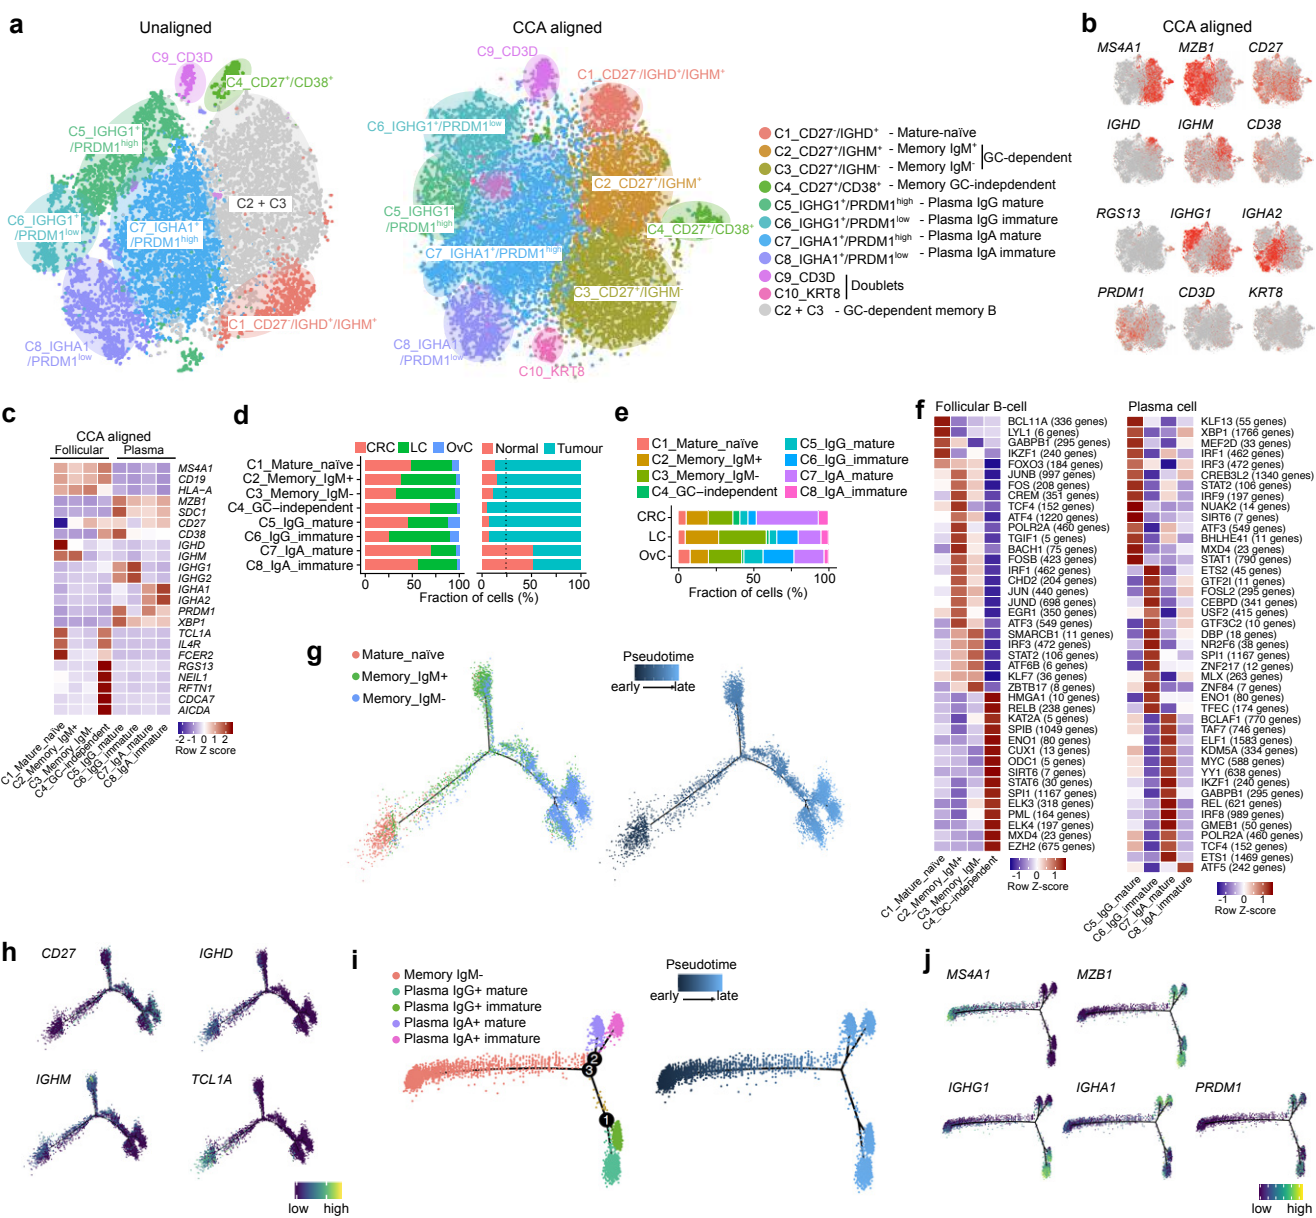 a
Unaligned
C9_CD3D
C4_CD27+/CD38+
C5_IGHG1+
/PRDM1high
C6_IGHG1+
/PRDM1low
C7_IGHA1+
/PRDM1high
C2 + C3
C8_IGHA1
/PRDM1low
C1_CD27-/IGHD+/IGHM+
CCA aligned
C9_CD3D
C1_CD27-/IGHD+/IGHM+
C6_IGHG1+/PRDM1low
C2_CD27+/IGHM+
C5_IGHG1+
/PRDM1high
C4_CD27+/CD38+
C7_IGHA1+/PRDM1high
C3_CD27+/IGHM-
C8_IGHA1
/PRDM1low
C10_KRT8
C1_CD27-/IGHD+ - Mature-naïve
C2_CD27+/IGHM+ - Memory IgM+
C3_CD27+/IGHM- - Memory IgM-
GC-dependent
C4_CD27+/CD38+ - Memory GC-independent
C5_IGHG1+/PRDM1high - Plasma IgG mature
C6_IGHG1+/PRDM1low - Plasma IgG immature
C7_IGHA1+/PRDM1high - Plasma IgA mature
C8_IGHA1+/PRDM1low - Plasma IgA immature
C9_CD3D
C10_KRT8
Doublets
C2 + C3 - GC-dependent memory B
b
CCA aligned
MS4A1 MZB1 CD27
IGHD IGHM CD38
RGS13 IGHG1 IGHA2
PRDM1 CD3D KRT8
c
CCA aligned
Follicular Plasma
MS4A1
CD19
HLA-A
MZB1
SDC1
CD27
CD38
IGHD
IGHM
IGHG1
IGHG2
IGHA1
IGHA2
PRDM1
XBP1
TCL1A
IL4R
FCER2
RGS13
NEIL1
RFTN1
CDCA7
AICDA
C1_Mature_naïve
C2_Memory_IgM+
C3_Memory_IgM-
C4_GC-independent
C5_IgG_mature
C6_IgG_immature
C7_IgA_mature
C8_IgA_immature
-2 -1 0 1 2
Row Z score
d
CRC LC OvC Normal Tumour
C1_Mature_naïve
C2_Memory_IgM+
C3_Memory_IgM-
C4_GC-independent
C5_IgG_mature
C6_IgG_immature
C7_IgA_mature
C8_IgA_immature
0 50 100 0 50 100
Fraction of cells (%)
e
C1_Mature_naïve
C2_Memory_IgM+
C3_Memory_IgM-
C4_GC-independent
C5_IgG_mature
C6_IgG_immature
C7_IgA_mature
C8_IgA_immature
CRC
LC
OvC
0 50 100
Fraction of cells (%)
f
Follicular B-cell
BCL11A (336 genes)
LYL1 (6 genes)
GABPB1 (295 genes)
IKZF1 (240 genes)
FOXO3 (184 genes)
JUNB (997 genes)
FOS (208 genes)
CREM (351 genes)
TCF4 (152 genes)
ATF4 (1220 genes)
POLR2A (460 genes)
TGIF1 (5 genes)
BACH1 (75 genes)
FOSB (423 genes)
IRF1 (462 genes)
CHD2 (204 genes)
JUN (440 genes)
JUND (698 genes)
EGR1 (350 genes)
ATF3 (549 genes)
SMARCB1 (11 genes)
IRF3 (472 genes)
STAT2 (106 genes)
ATF6B (6 genes)
KLF7 (36 genes)
ZBTB17 (8 genes)
HMGA1 (10 genes)
RELB (238 genes)
KAT2A (5 genes)
SPIB (1049 genes)
ENO1 (80 genes)
CUX1 (13 genes)
ODC1 (5 genes)
SIRT6 (7 genes)
STAT6 (30 genes)
SPI1 (1167 genes)
ELK3 (318 genes)
PML (164 genes)
ELK4 (197 genes)
MXD4 (23 genes)
EZH2 (675 genes)
C1_Mature_naïve
C2_Memory_IgM+
C3_Memory_IgM-
C4_GC-independent
-1 0 1
Row Z-score
Plasma cell
KLF13 (55 genes)
XBP1 (1766 genes)
MEF2D (33 genes)
IRF1 (462 genes)
IRF3 (472 genes)
CREB3L2 (1340 genes)
STAT2 (106 genes)
IRF9 (197 genes)
NUAK2 (14 genes)
SIRT6 (7 genes)
ATF3 (549 genes)
BHLHE41 (11 genes)
MXD4 (23 genes)
STAT1 (790 genes)
ETS2 (45 genes)
GTF2I (11 genes)
FOSL2 (295 genes)
CEBPD (341 genes)
USF2 (415 genes)
GTF3C2 (10 genes)
DBP (18 genes)
NR2F6 (38 genes)
SPI1 (1167 genes)
ZNF217 (12 genes)
MLX (263 genes)
ZNF84 (7 genes)
ENO1 (80 genes)
TFEC (174 genes)
BCLAF1 (770 genes)
TAF7 (746 genes)
ELF1 (1583 genes)
KDM5A (334 genes)
MYC (588 genes)
YY1 (638 genes)
IKZF1 (240 genes)
GABPB1 (295 genes)
REL (621 genes)
IRF8 (989 genes)
GMEB1 (50 genes)
POLR2A (460 genes)
TCF4 (152 genes)
ETS1 (1469 genes)
ATF5 (242 genes)
C5_IgG_mature
C6_IgG_immature
C7_IgA_mature
C8_IgA_immature
-1 0 1
Row Z-score
g
Mature_naïve
Memory_IgM+
Memory_IgM-
Pseudotime
early late
h
CD27 IGHD
IGHM TCL1A
low high
i
Memory IgM-
Plasma IgG+ mature
Plasma IgG+ immature
Plasma IgA+ mature
Plasma IgA+ immature
2
3
1
Pseudotime
early late
j
MS4A1 MZB1
IGHG1 IGHA1 PRDM1
low high